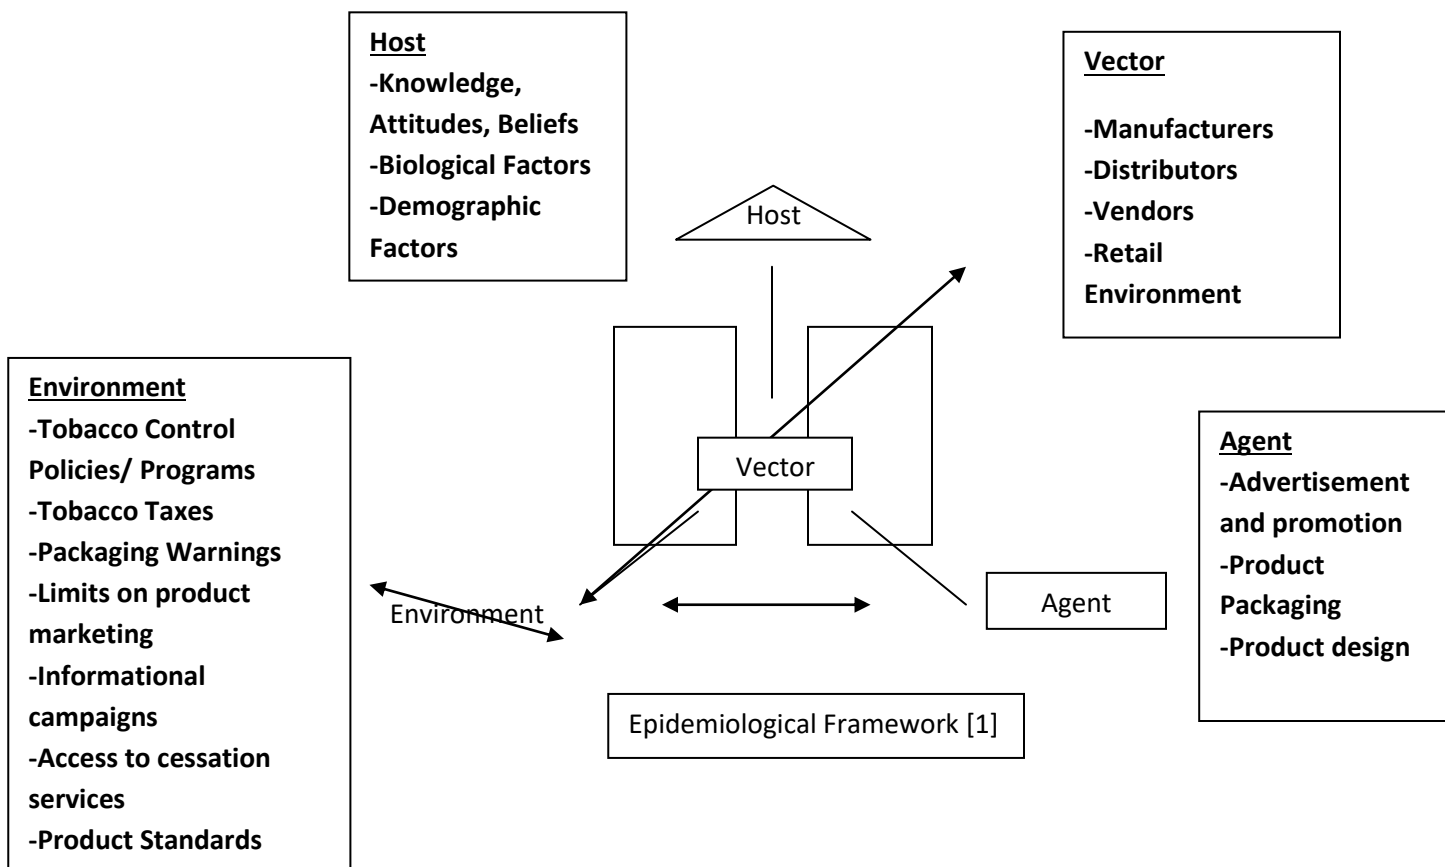 Host
-Knowledge,
Attitudes, Beliefs
-Biological Factors
-Demographic
Factors
Vector
-Manufacturers
-Distributors
-Vendors
-Retail
Environment
Host
Environment
-Tobacco Control
Policies/ Programs
-Tobacco Taxes
-Packaging Warnings
-Limits on product
marketing
-Informational
campaigns
-Access to cessation
services
-Product Standards
Vector
Agent
-Advertisement
and promotion
-Product
Packaging
-Product design
Environment
Agent
Epidemiological Framework [1]